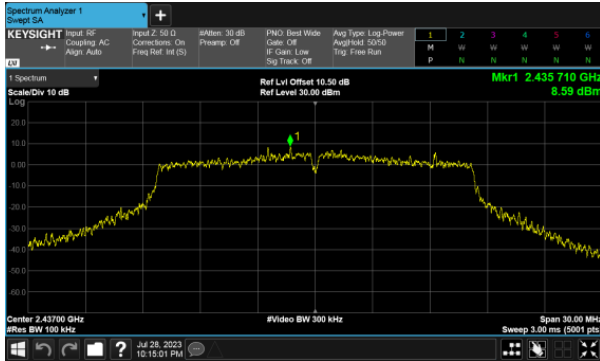 Spectrum Analyzer 1
Swept SA
+
KEYSIGHT
Input: RF
Coupling: AC
Align: Auto
Input Z: 50 Ω
Corrections: On
Freq Ref: Int (S)
#Atten: 30 dB
Preamp: Off
PNO: Best Wide
Gate: Off
IF Gain: Low
Sig Track: Off
Avg Type: Log-Power
Avg|Hold: 50/50
Trig: Free Run
1 2 3 4 5 6
M W W W W W
P N N N N N
LXI
1 Spectrum
Scale/Div 10 dB
Ref Lvl Offset 10.50 dB
Ref Level 30.00 dBm
Mkr1 2.435 710 GHz
8.59 dBm
Log
20.0
10.0
0.00
-10.0
-20.0
-30.0
-40.0
-50.0
-60.0
1
Center 2.43700 GHz
#Res BW 100 kHz
#Video BW 300 kHz
Span 30.00 MHz
Sweep 3.00 ms (5001 pts)
?
Jul 28, 2023
10:15:01 PM